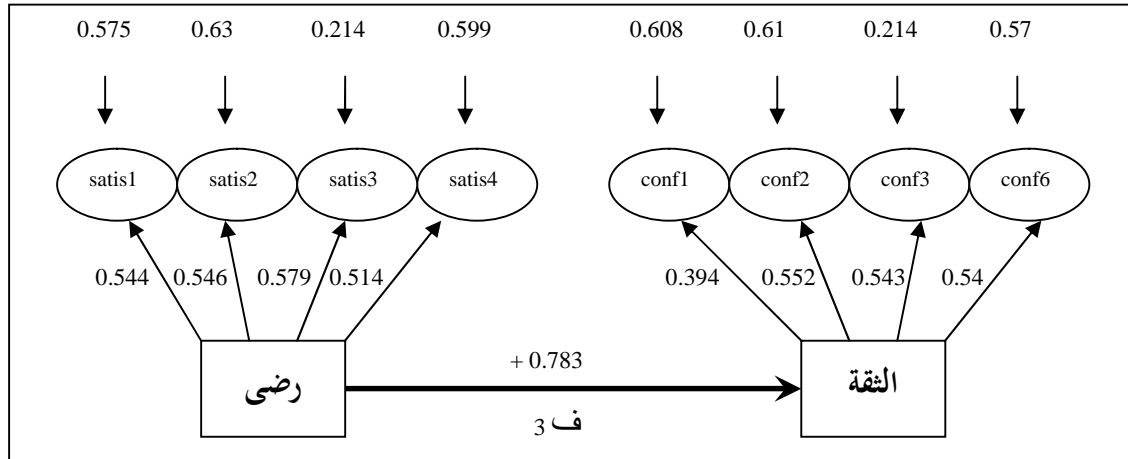 0.575 0.63 0.214 0.599 0.608 0.61 0.214 0.57
satis1 satis2 satis3 satis4 conf1 conf2 conf3 conf6
0.544 0.546 0.579 0.514 0.394 0.552 0.543 0.54
+ 0.783
رضى الثقة
ف 3